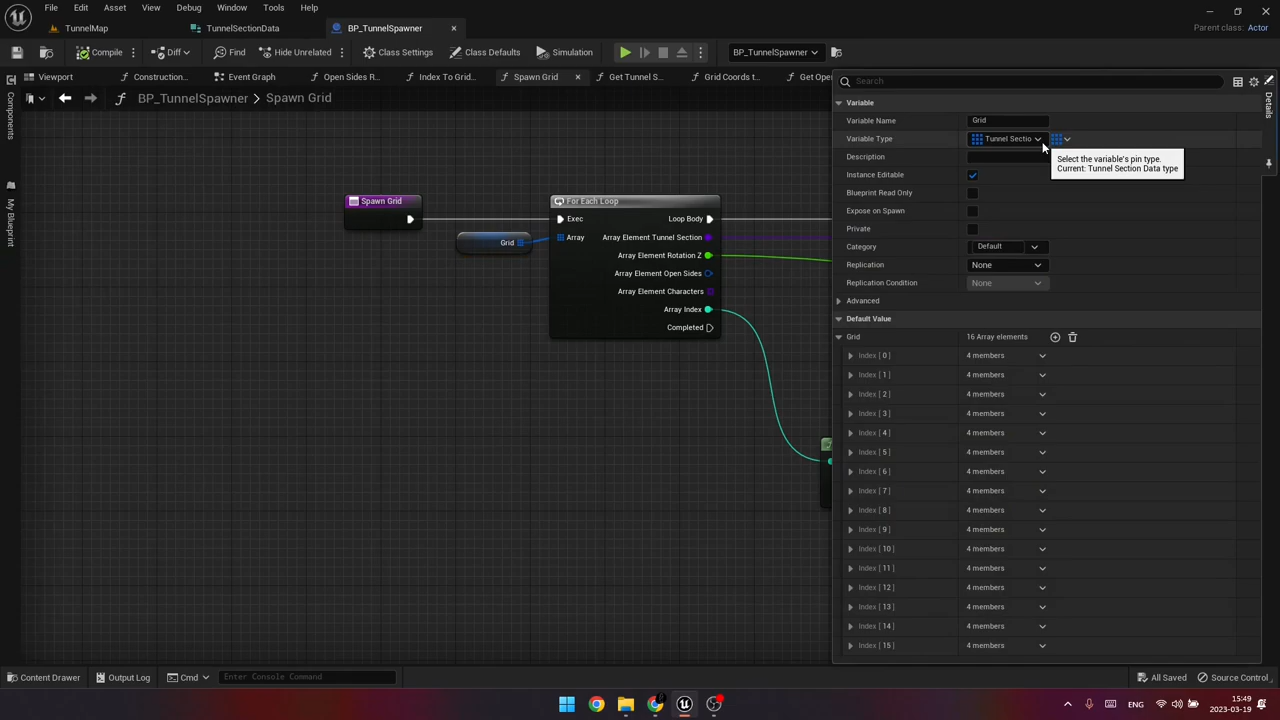 File Edit Asset View Debug Window Tools Help
Parent class: Actor
TunnelMap TunnelSectionData BP_TunnelSpawner
Compile Diff Find Hide Unrelated Class Settings Class Defaults Simulation BP_TunnelSpawner
Viewport Construction... Event Graph Open Sides R... Index To Grid... Spawn Grid Get Tunnel S... Grid Coords t... Get Open
BP_TunnelSpawner > Spawn Grid
Components
My Blueprint
Spawn Grid
Grid
For Each Loop
Exec Loop Body
Array Array Element Tunnel Section
Array Element Rotation Z
Array Element Open Sides
Array Element Characters
Array Index
Completed
Search
Details
Variable
Variable Name Grid
Variable Type Tunnel Sectio
Select the variable's pin type.
Current: Tunnel Section Data type
Description
Instance Editable
Blueprint Read Only
Expose on Spawn
Private
Category Default
Replication None
Replication Condition None
Advanced
Default Value
Grid 16 Array elements
Index [ 0 ] 4 members
Index [ 1 ] 4 members
Index [ 2 ] 4 members
Index [ 3 ] 4 members
Index [ 4 ] 4 members
Index [ 5 ] 4 members
Index [ 6 ] 4 members
Index [ 7 ] 4 members
Index [ 8 ] 4 members
Index [ 9 ] 4 members
Index [ 10 ] 4 members
Index [ 11 ] 4 members
Index [ 12 ] 4 members
Index [ 13 ] 4 members
Index [ 14 ] 4 members
Index [ 15 ] 4 members
Content Drawer Output Log Cmd Enter Console Command All Saved Source Control
ENG 15:49
2023-03-19